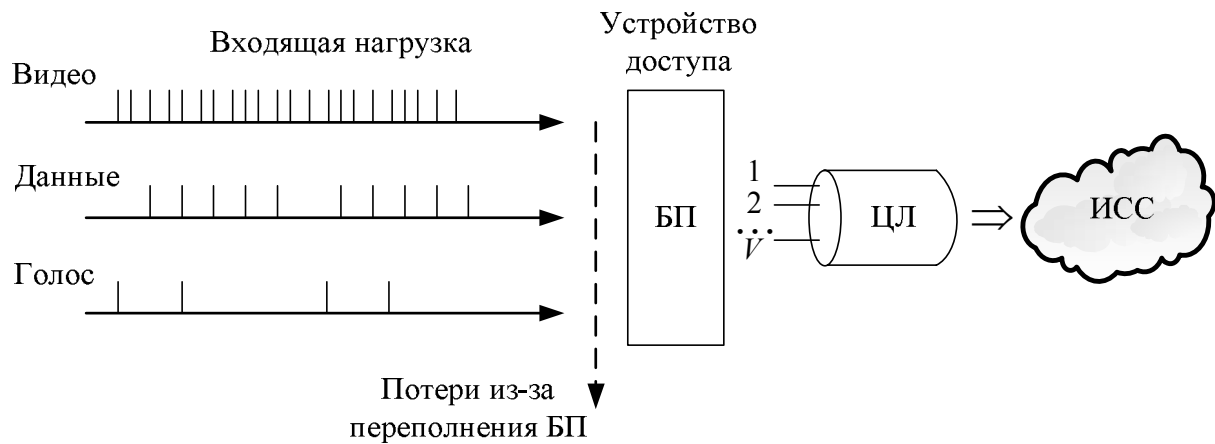 Входящая нагрузка
Устройство
доступа
Видео
Данные
Голос
БП
1
2
...
V
ЦЛ
ИСС
Потери из-за
переполнения БП